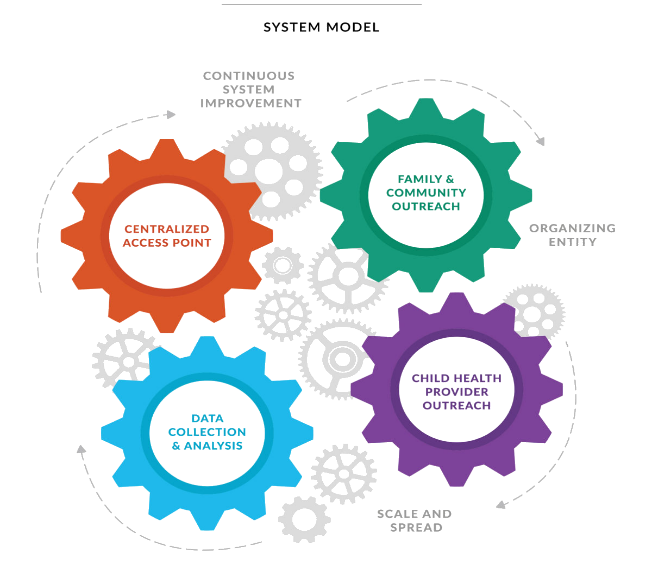 SYSTEM MODEL
CONTINUOUS
SYSTEM
IMPROVEMENT
FAMILY &
COMMUNITY
OUTREACH
CENTRALIZED
ACCESS POINT
ORGANIZING
ENTITY
CHILD HEALTH
PROVIDER
OUTREACH
DATA
COLLECTION
& ANALYSIS
SCALE AND
SPREAD